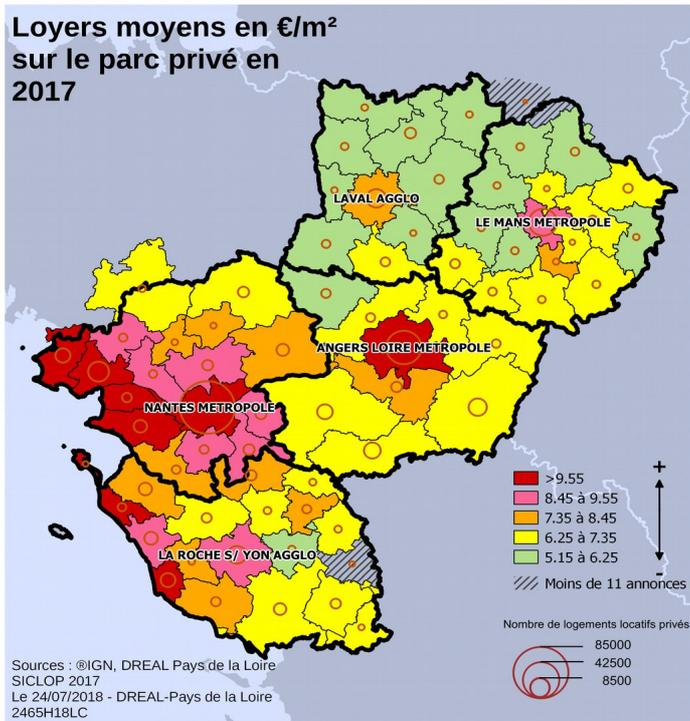 Loyers moyens en €/m²
sur le parc privé en
2017
LAVAL AGGLO
LE MANS METROPOLE
ANGERS LOIRE METROPOLE
NANTES METROPOLE
LA ROCHE S/ YON AGGLO
+
>9.55
8.45 à 9.55
7.35 à 8.45
6.25 à 7.35
5.15 à 6.25
-
Moins de 11 annonces
Nombre de logements locatifs privés
85000
42500
8500
Sources : ®IGN, DREAL Pays de la Loire
SICLOP 2017
Le 24/07/2018 - DREAL-Pays de la Loire
2465H18LC